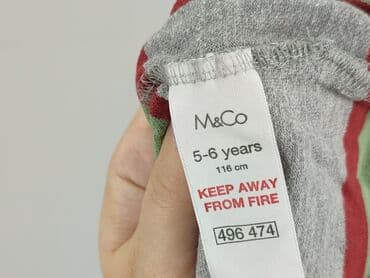 M&Co
5-6 years
116 cm
KEEP AWAY
FROM FIRE
496 474